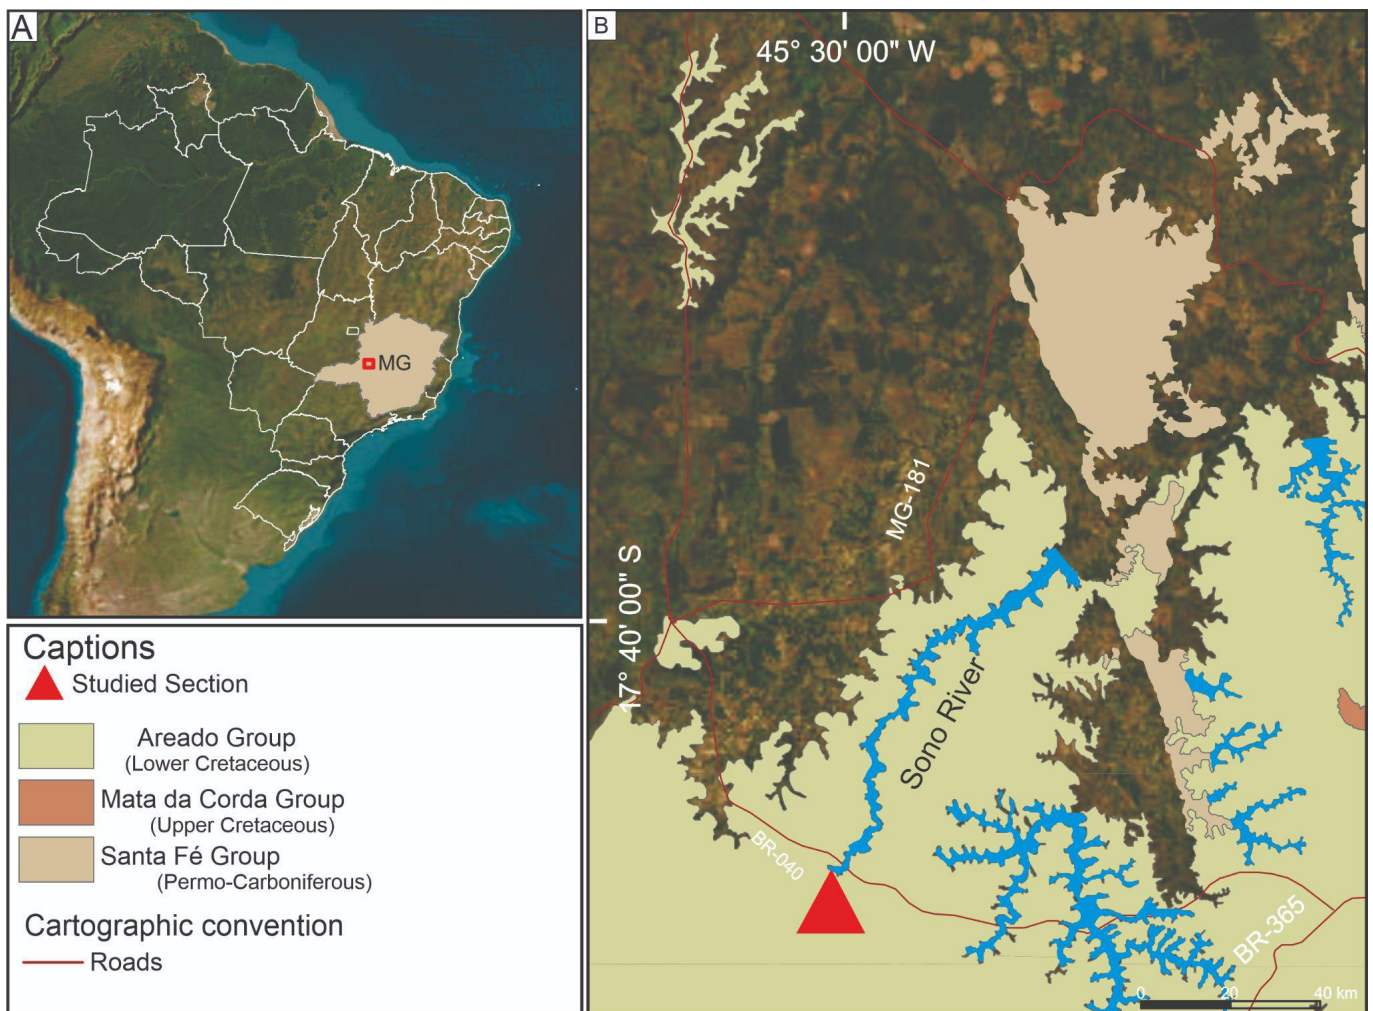 A
MG
Captions
Studied Section
Areado Group
(Lower Cretaceous)
Mata da Corda Group
(Upper Cretaceous)
Santa Fé Group
(Permo-Carboniferous)
Cartographic convention
Roads
B
45° 30' 00" W
MG-181
17° 40' 00" S
Sono River
BR-040
BR-365
0 20 40 km